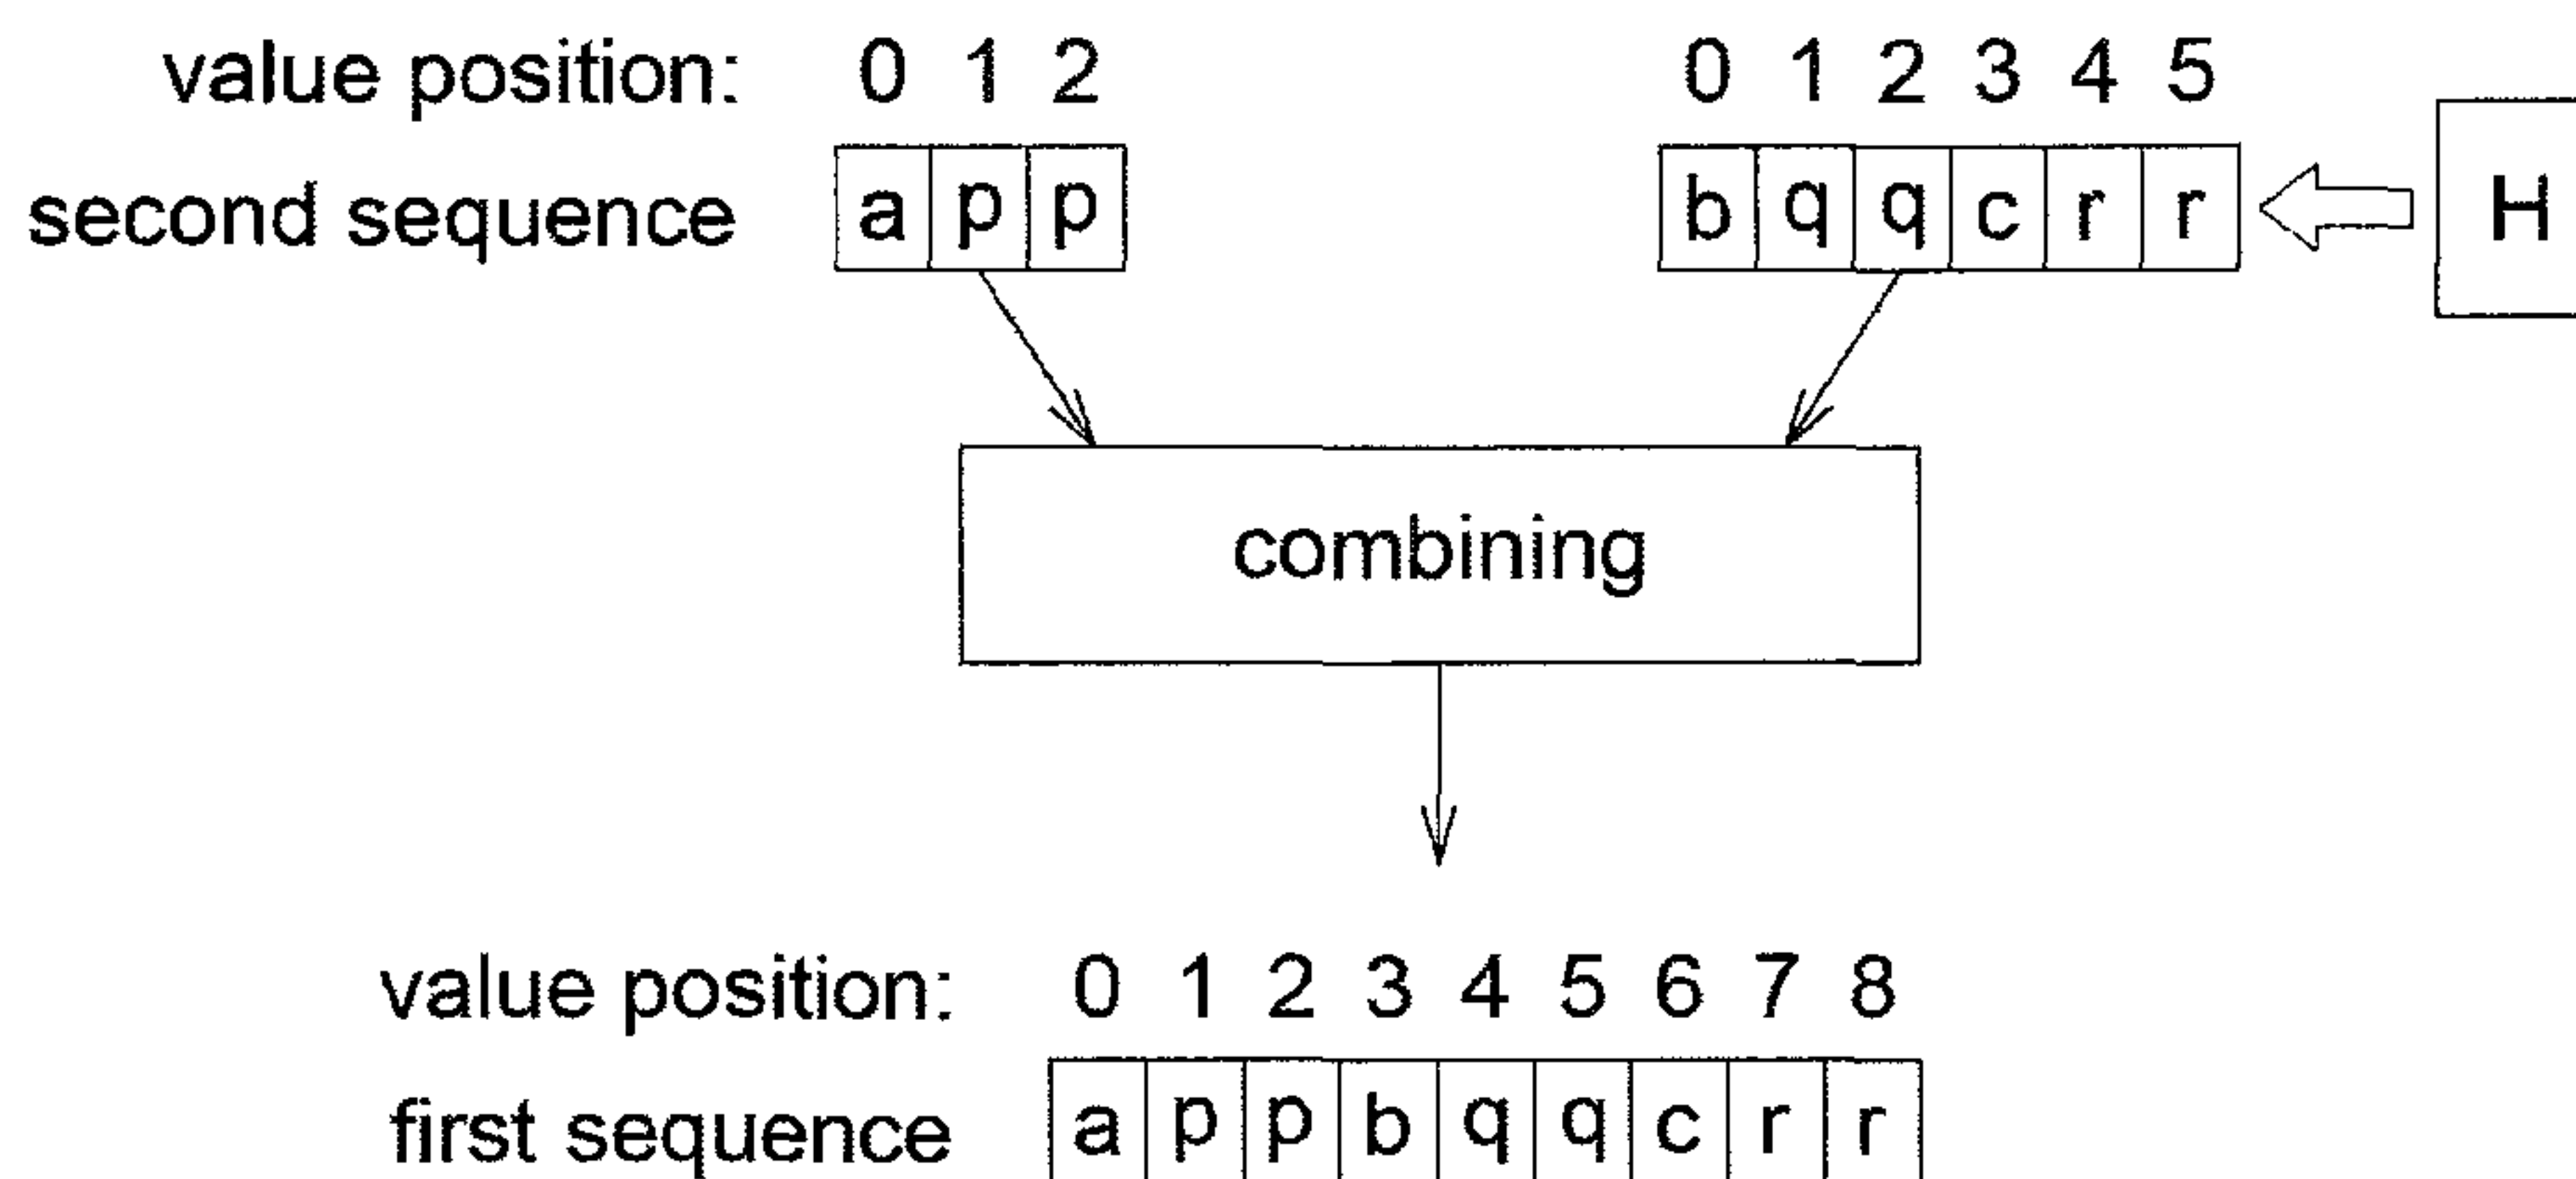 value position: 0 1 2 0 1 2 3 4 5
second sequence a p p b q q c r r H
combining
value position: 0 1 2 3 4 5 6 7 8
first sequence a p p b q q c r r